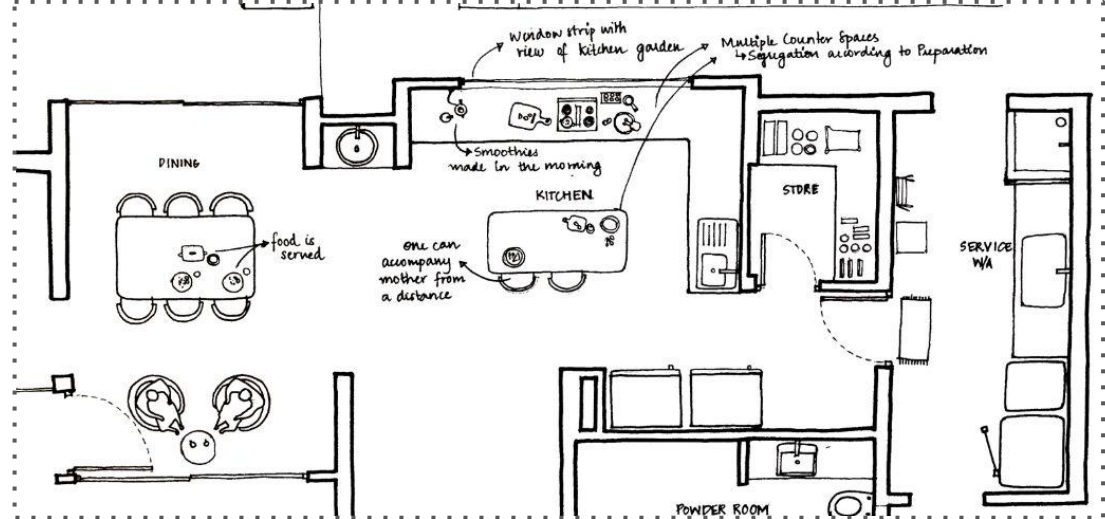 Window strip with
view of kitchen garden
Multiple Counter Spaces
↳Segregation according to Preparation
DINING
Smoothies
made in the morning
KITCHEN
STORE
food is
served
one can
accompany
mother from
a distance
SERVICE
W/A
POWDER ROOM